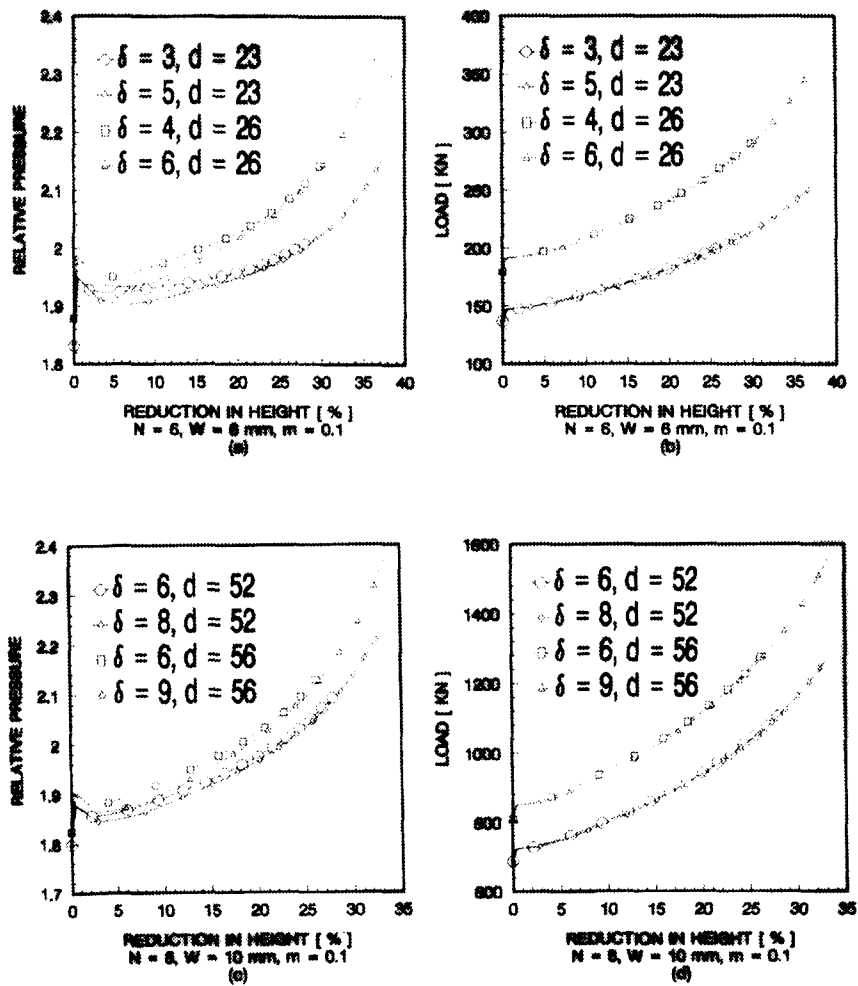 2.4
2.3
2.2
2.1
2
1.9
1.8
RELATIVE PRESSURE
δ = 3, d = 23
δ = 5, d = 23
δ = 4, d = 26
δ = 6, d = 26
0 5 10 15 20 25 30 35 40
REDUCTION IN HEIGHT [ % ]
N = 6, W = 6 mm, m = 0.1
(a)
400
350
300
250
200
150
100
LOAD [ KN ]
δ = 3, d = 23
δ = 5, d = 23
δ = 4, d = 26
δ = 6, d = 26
0 5 10 15 20 25 30 35 40
REDUCTION IN HEIGHT [ % ]
N = 6, W = 6 mm, m = 0.1
(b)
2.4
2.3
2.2
2.1
2
1.9
1.8
1.7
RELATIVE PRESSURE
δ = 6, d = 52
δ = 8, d = 52
δ = 6, d = 56
δ = 9, d = 56
0 5 10 15 20 25 30 35
REDUCTION IN HEIGHT [ % ]
N = 8, W = 10 mm, m = 0.1
(c)
1600
1400
1200
1000
800
600
LOAD [ KN ]
δ = 6, d = 52
δ = 8, d = 52
δ = 6, d = 56
δ = 9, d = 56
0 5 10 15 20 25 30 35
REDUCTION IN HEIGHT [ % ]
N = 8, W = 10 mm, m = 0.1
(d)